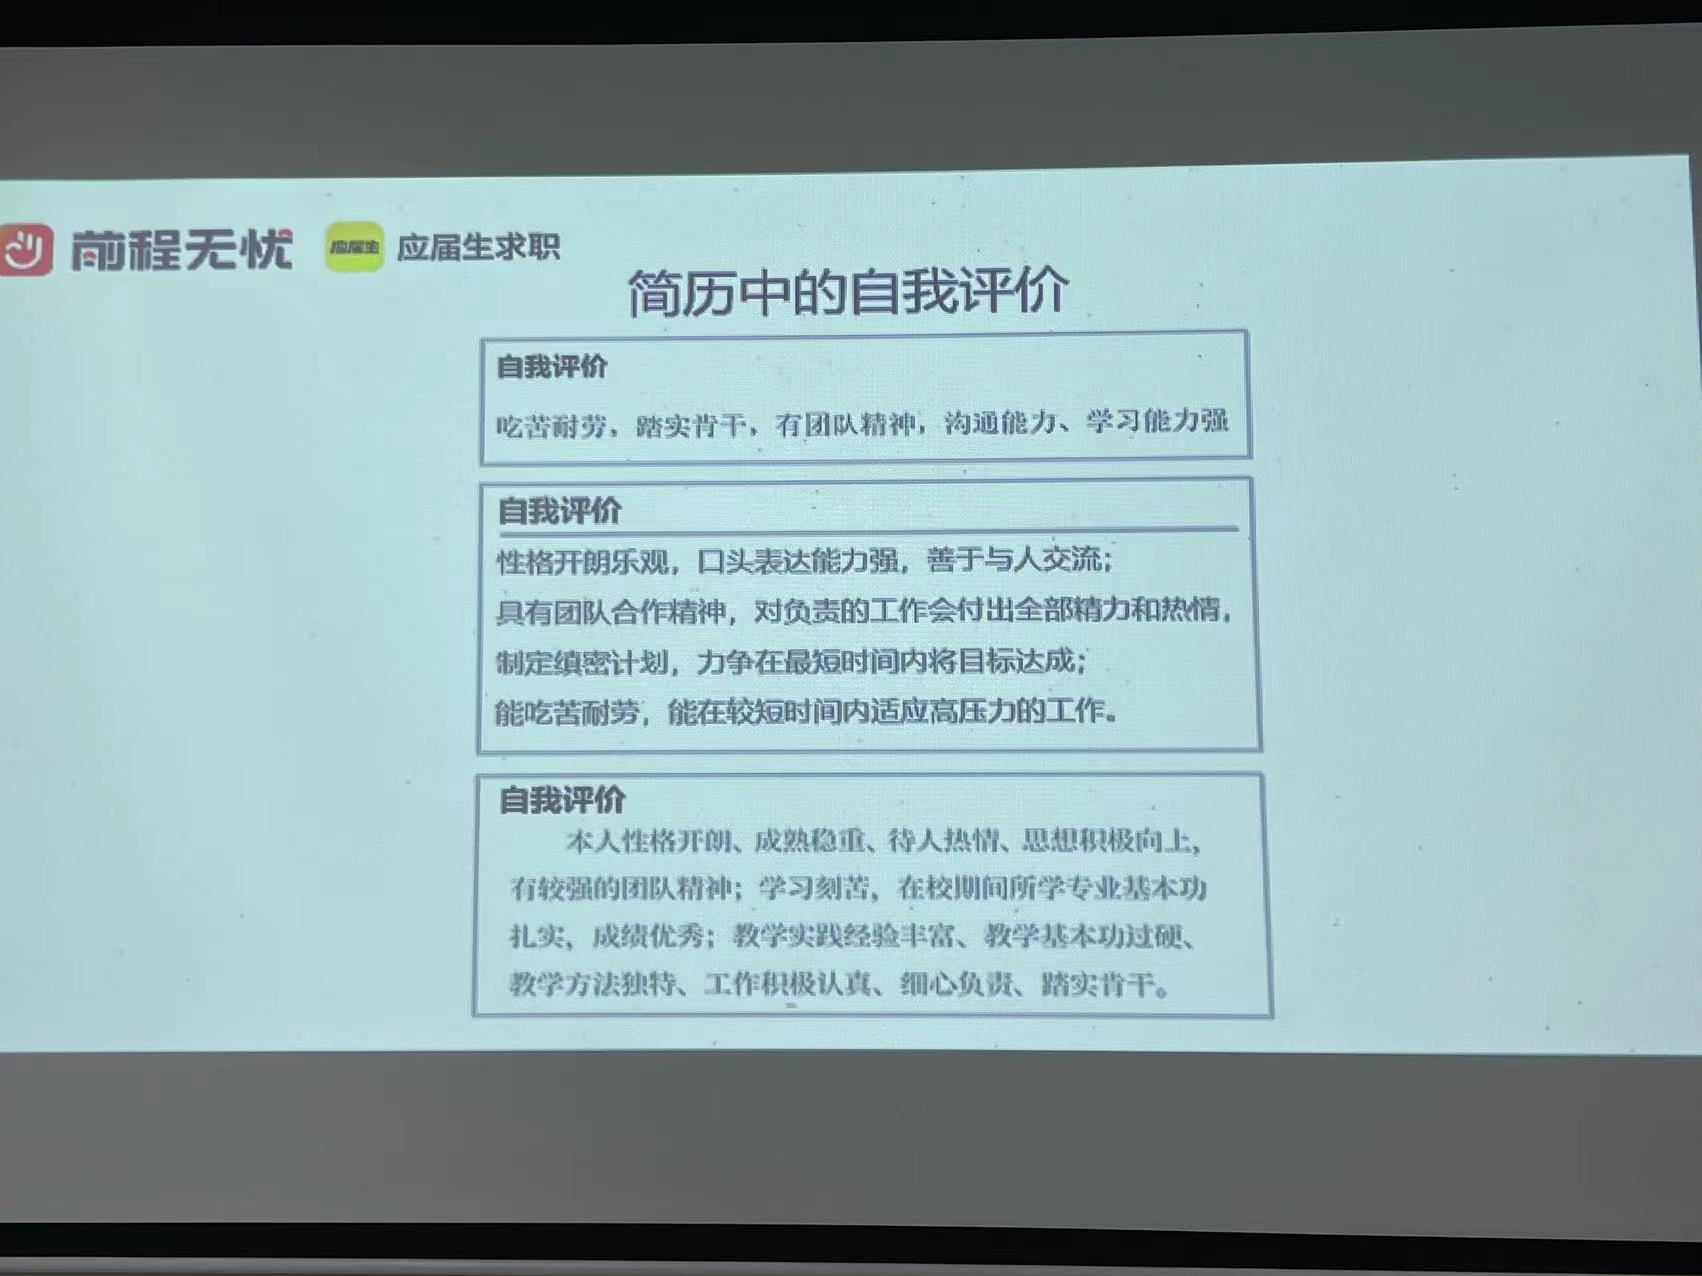 前程无忧 应届生 应届生求职
简历中的自我评价
自我评价
吃苦耐劳，踏实肯干，有团队精神，沟通能力、学习能力强
自我评价
性格开朗乐观，口头表达能力强，善于与人交流；
具有团队合作精神，对负责的工作会付出全部精力和热情，
制定缜密计划，力争在最短时间内将目标达成；
能吃苦耐劳，能在较短时间内适应高压力的工作。
自我评价
本人性格开朗、成熟稳重、待人热情、思想积极向上，
有较强的团队精神；学习刻苦，在校期间所学专业基本功
扎实，成绩优秀；教学实践经验丰富、教学基本功过硬、
教学方法独特、工作积极认真、细心负责、踏实肯干。